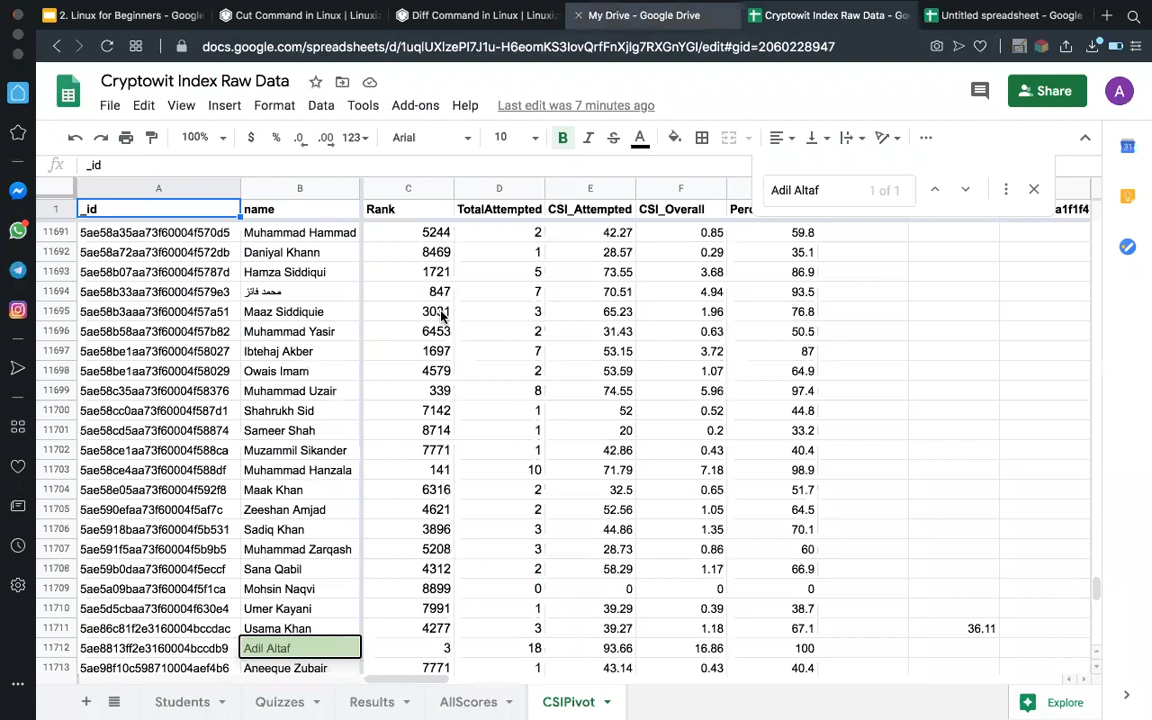 2. Linux for Beginners - Google
Cut Command in Linux | Linuxi
Diff Command in Linux | Linuxi
My Drive - Google Drive
Cryptowit Index Raw Data - Go
Untitled spreadsheet - Google
docs.google.com/spreadsheets/d/1uqlUXlzePl7J1u-H6eomKS3IovQrfFnXjlg7RXGnYGI/edit#gid=2060228947
Cryptowit Index Raw Data
File Edit View Insert Format Data Tools Add-ons Help Last edit was 7 minutes ago
Share
A
100% $ % .0 .00 123 Arial 10 B I S A
fx _id
Adil Altaf 1 of 1
A B C D E F
1 _id name Rank TotalAttempted CSI_Attempted CSI_Overall Perc a1f1f4
11691 5ae58a35aa73f60004f570d5 Muhammad Hammad 5244 2 42.27 0.85 59.8
11692 5ae58a72aa73f60004f572db Daniyal Khann 8469 1 28.57 0.29 35.1
11693 5ae58b07aa73f60004f5787d Hamza Siddiqui 1721 5 73.55 3.68 86.9
11694 5ae58b33aa73f60004f579e3 محمد فائز 847 7 70.51 4.94 93.5
11695 5ae58b3aaa73f60004f57a51 Maaz Siddiquie 3031 3 65.23 1.96 76.8
11696 5ae58b58aa73f60004f57b82 Muhammad Yasir 6453 2 31.43 0.63 50.5
11697 5ae58be1aa73f60004f58027 Ibtehaj Akber 1697 7 53.15 3.72 87
11698 5ae58be1aa73f60004f58029 Owais Imam 4579 2 53.59 1.07 64.9
11699 5ae58c35aa73f60004f58376 Muhammad Uzair 339 8 74.55 5.96 97.4
11700 5ae58cc0aa73f60004f587d1 Shahrukh Sid 7142 1 52 0.52 44.8
11701 5ae58cd5aa73f60004f58874 Sameer Shah 8714 1 20 0.2 33.2
11702 5ae58ce1aa73f60004f588ca Muzammil Sikander 7771 1 42.86 0.43 40.4
11703 5ae58ce4aa73f60004f588df Muhammad Hanzala 141 10 71.79 7.18 98.9
11704 5ae58e05aa73f60004f592f8 Maak Khan 6316 2 32.5 0.65 51.7
11705 5ae590efaa73f60004f5af7c Zeeshan Amjad 4621 2 52.56 1.05 64.5
11706 5ae5918baa73f60004f5b531 Sadiq Khan 3896 3 44.86 1.35 70.1
11707 5ae591f5aa73f60004f5b9b5 Muhammad Zarqash 5208 3 28.73 0.86 60
11708 5ae59b0daa73f60004f5eccf Sana Qabil 4312 2 58.29 1.17 66.9
11709 5ae5a09baa73f60004f5f1ca Mohsin Naqvi 8899 0 0 0 0
11710 5ae5d5cbaa73f60004f630e4 Umer Kayani 7991 1 39.29 0.39 38.7
11711 5ae86c81f2e3160004bccdac Usama Khan 4277 3 39.27 1.18 67.1 36.11
11712 5ae8813ff2e3160004bccdb9 Adil Altaf 3 18 93.66 16.86 100
11713 5ae98f10c598710004aef4b6 Aneeque Zubair 7771 1 43.14 0.43 40.4
Students Quizzes Results AllScores CSIPivot Explore